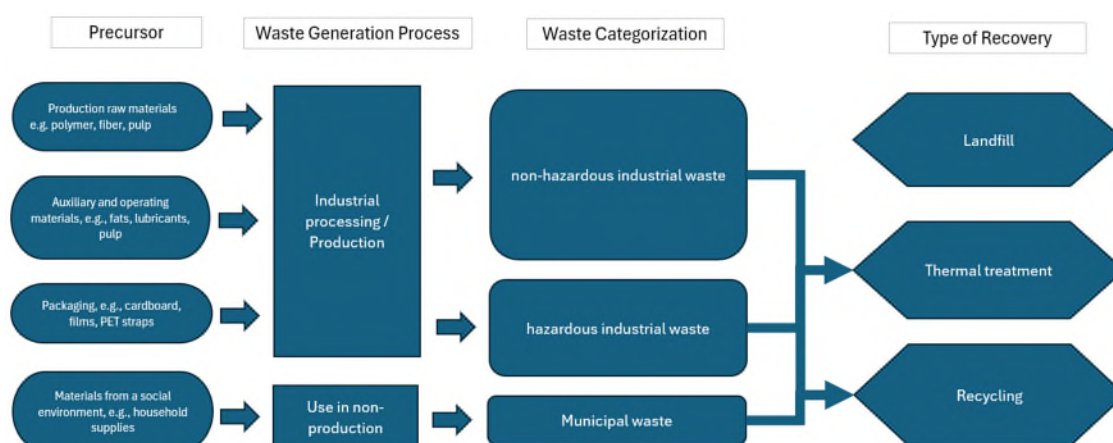 Precursor
Waste Generation Process
Waste Categorization
Type of Recovery
Production raw materials
e.g. polymer, fiber, pulp
Auxiliary and operating
materials, e.g., fats, lubricants,
pulp
Packaging, e.g., cardboard,
films, PET straps
Materials from a social
environment, e.g., household
supplies
Industrial
processing /
Production
Use in non-
production
non-hazardous industrial waste
hazardous industrial waste
Municipal waste
Landfill
Thermal treatment
Recycling